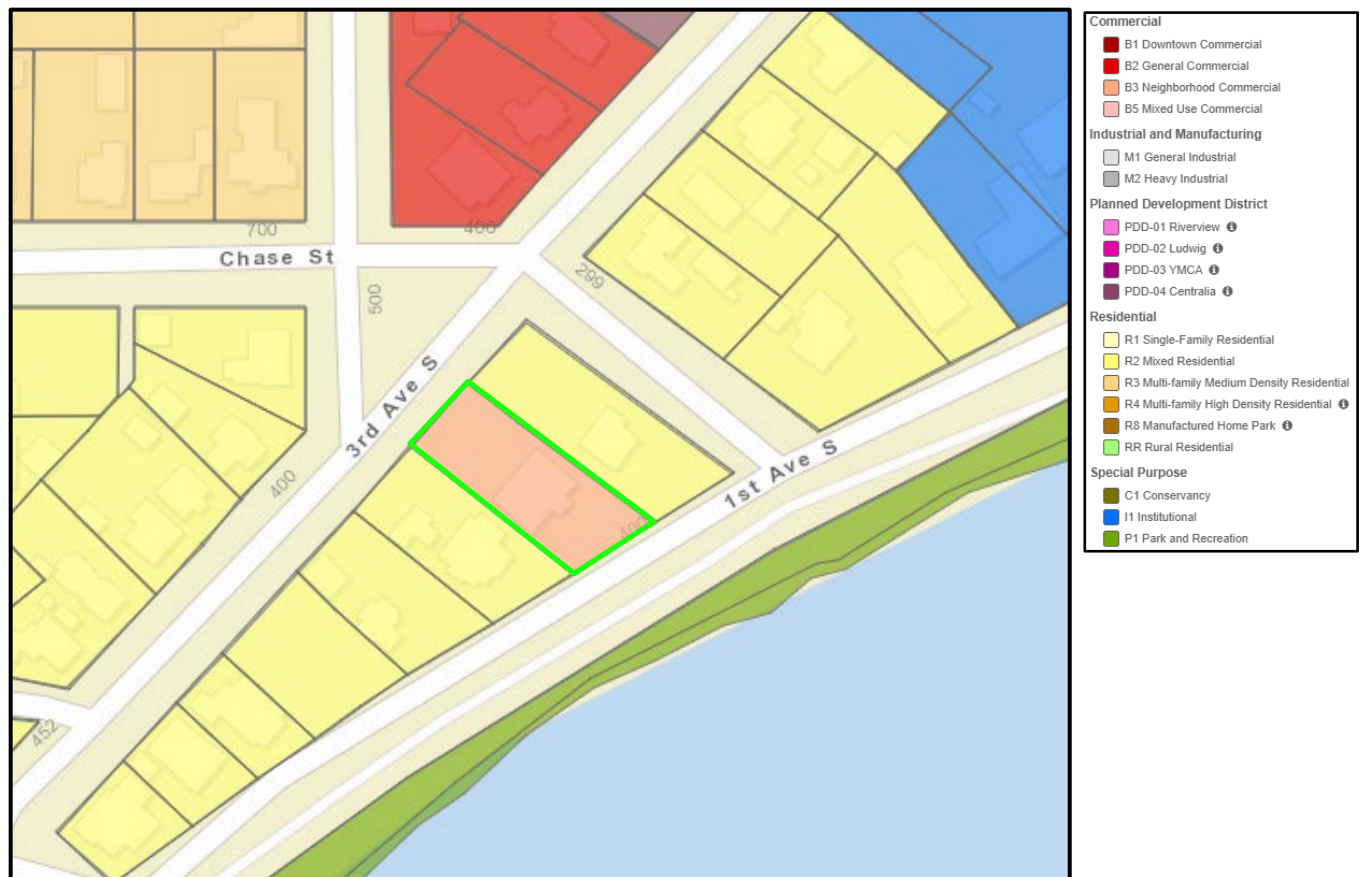 700
400
Chase St
299
500
3rd Ave S
400
1st Ave S
400
452
Commercial
B1 Downtown Commercial
B2 General Commercial
B3 Neighborhood Commercial
B5 Mixed Use Commercial
Industrial and Manufacturing
M1 General Industrial
M2 Heavy Industrial
Planned Development District
PDD-01 Riverview
PDD-02 Ludwig
PDD-03 YMCA
PDD-04 Centralia
Residential
R1 Single-Family Residential
R2 Mixed Residential
R3 Multi-family Medium Density Residential
R4 Multi-family High Density Residential
R8 Manufactured Home Park
RR Rural Residential
Special Purpose
C1 Conservancy
I1 Institutional
P1 Park and Recreation